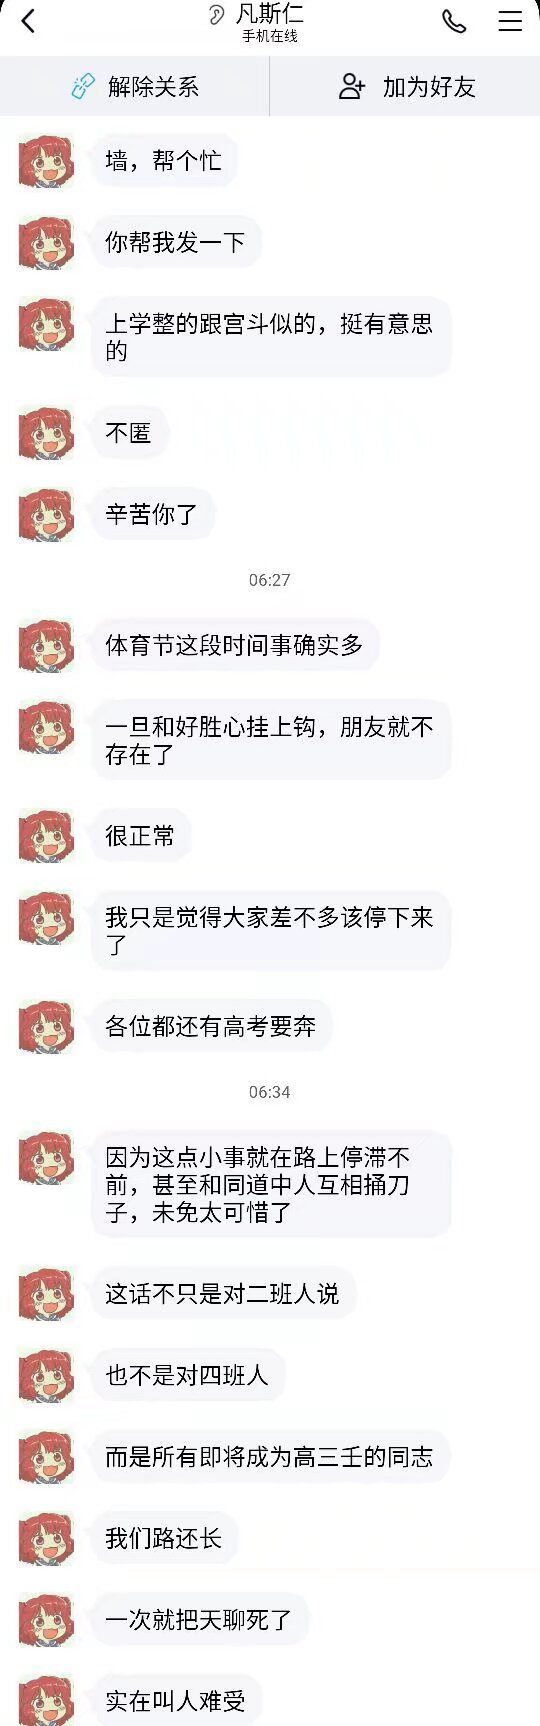 凡斯仁
手机在线
解除关系
加为好友
墙，帮个忙
你帮我发一下
上学整的跟宫斗似的，挺有意思
的
不匿
辛苦你了
06:27
体育节这段时间事确实多
一旦和好胜心挂上钩，朋友就不
存在了
很正常
我只是觉得大家差不多该停下来
了
各位都还有高考要奔
06:34
因为这点小事就在路上停滞不
前，甚至和同道中人互相捅刀
子，未免太可惜了
这话不只是对二班人说
也不是对四班人
而是所有即将成为高三壬的同志
我们路还长
一次就把天聊死了
实在叫人难受